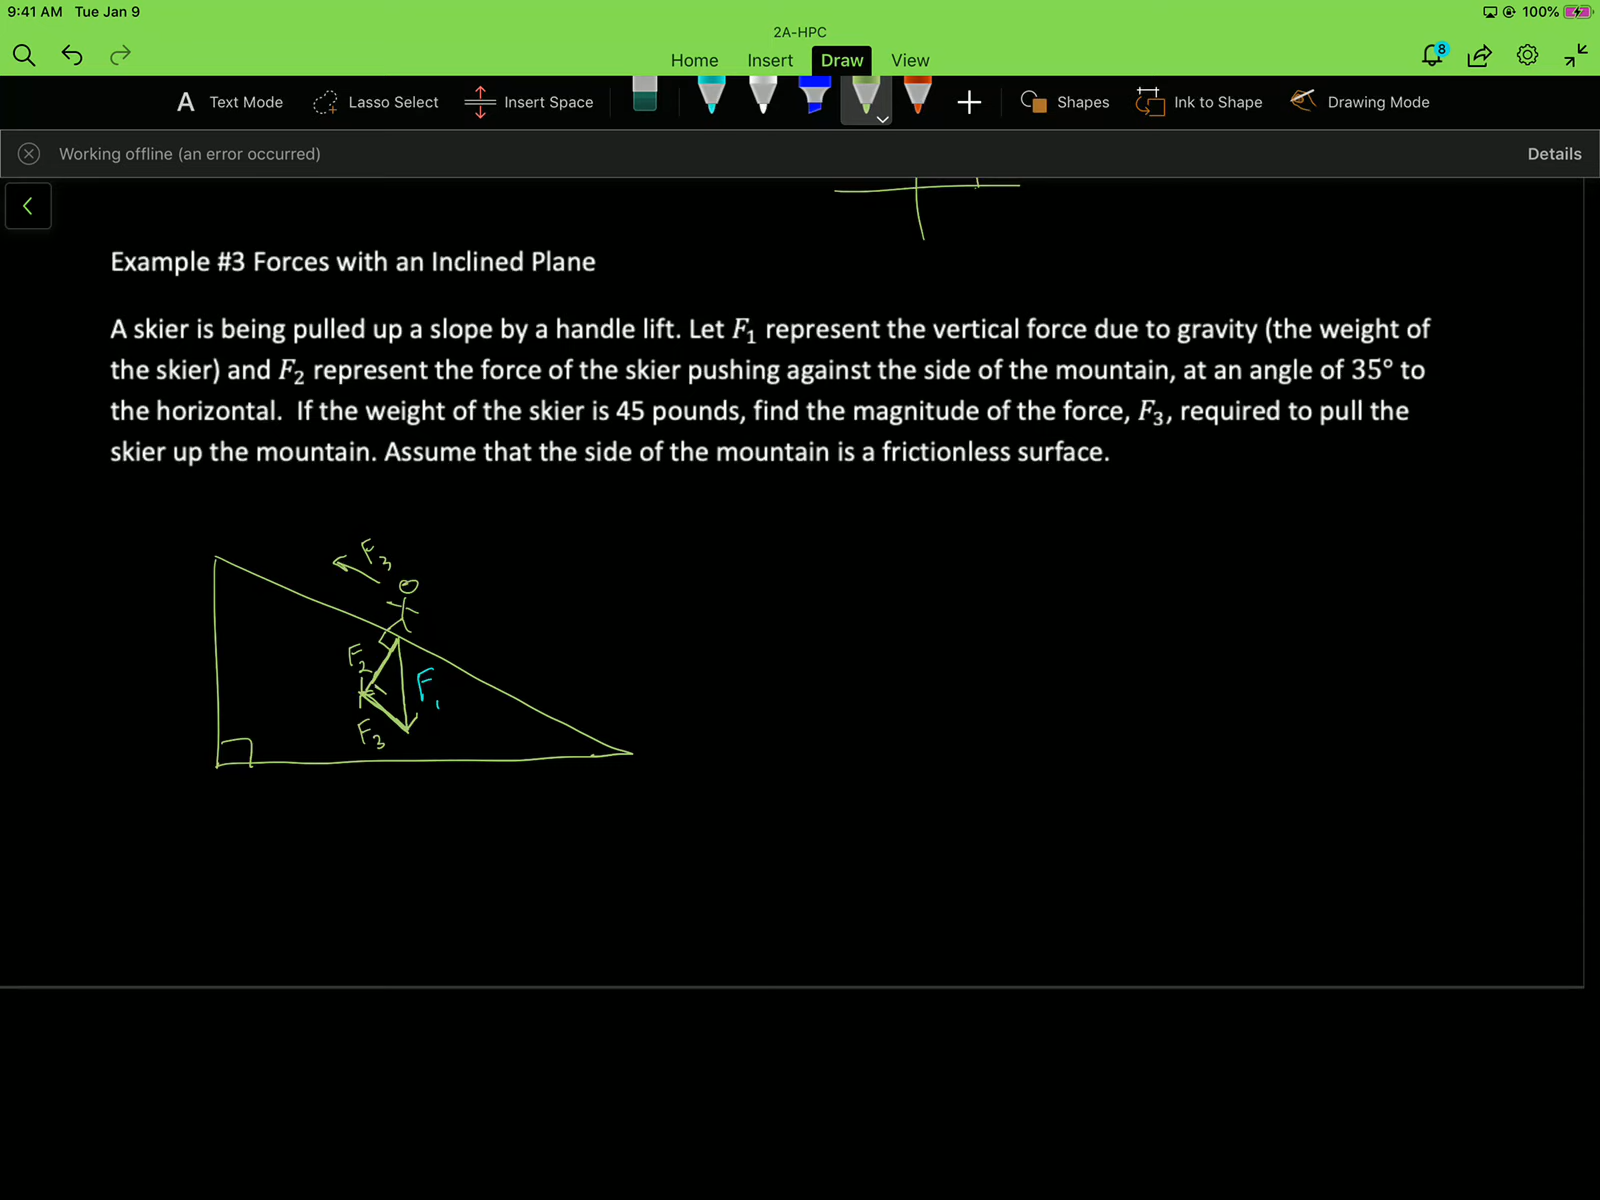 9:41 AM Tue Jan 9
100%
2A-HPC
Home Insert Draw View
8
A Text Mode Lasso Select Insert Space Shapes Ink to Shape Drawing Mode
Working offline (an error occurred) Details
Example #3 Forces with an Inclined Plane
A skier is being pulled up a slope by a handle lift. Let F₁ represent the vertical force due to gravity (the weight of
the skier) and F₂ represent the force of the skier pushing against the side of the mountain, at an angle of 35° to
the horizontal. If the weight of the skier is 45 pounds, find the magnitude of the force, F₃, required to pull the
skier up the mountain. Assume that the side of the mountain is a frictionless surface.
F₃
F₂
F₁
F₃